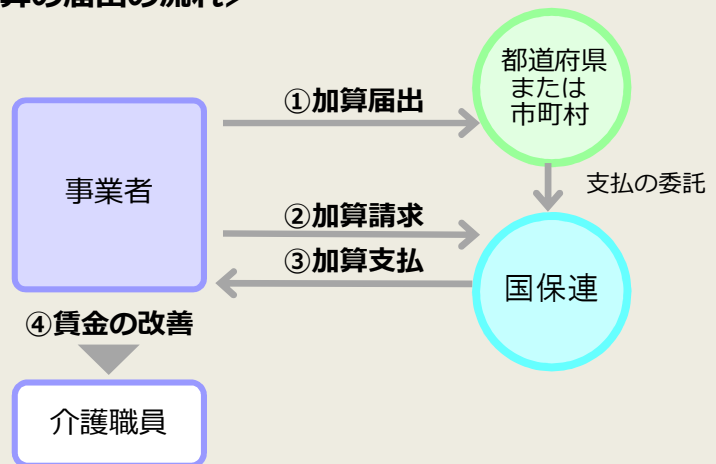 算の届出の流れ>
都道府県
または
市町村
①加算届出
事業者
支払の委託
②加算請求
③加算支払
国保連
④賃金の改善
介護職員